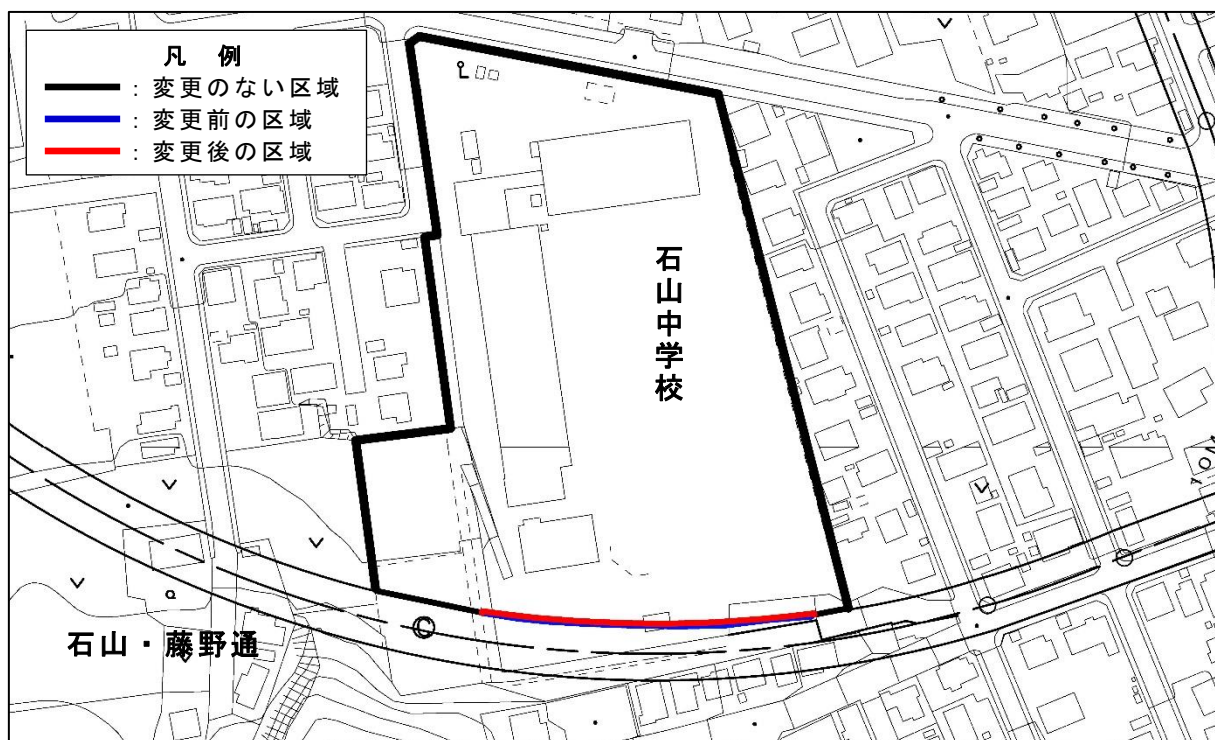 凡 例
：変更のない区域
：変更前の区域
：変更後の区域
石山中学校
石山・藤野通